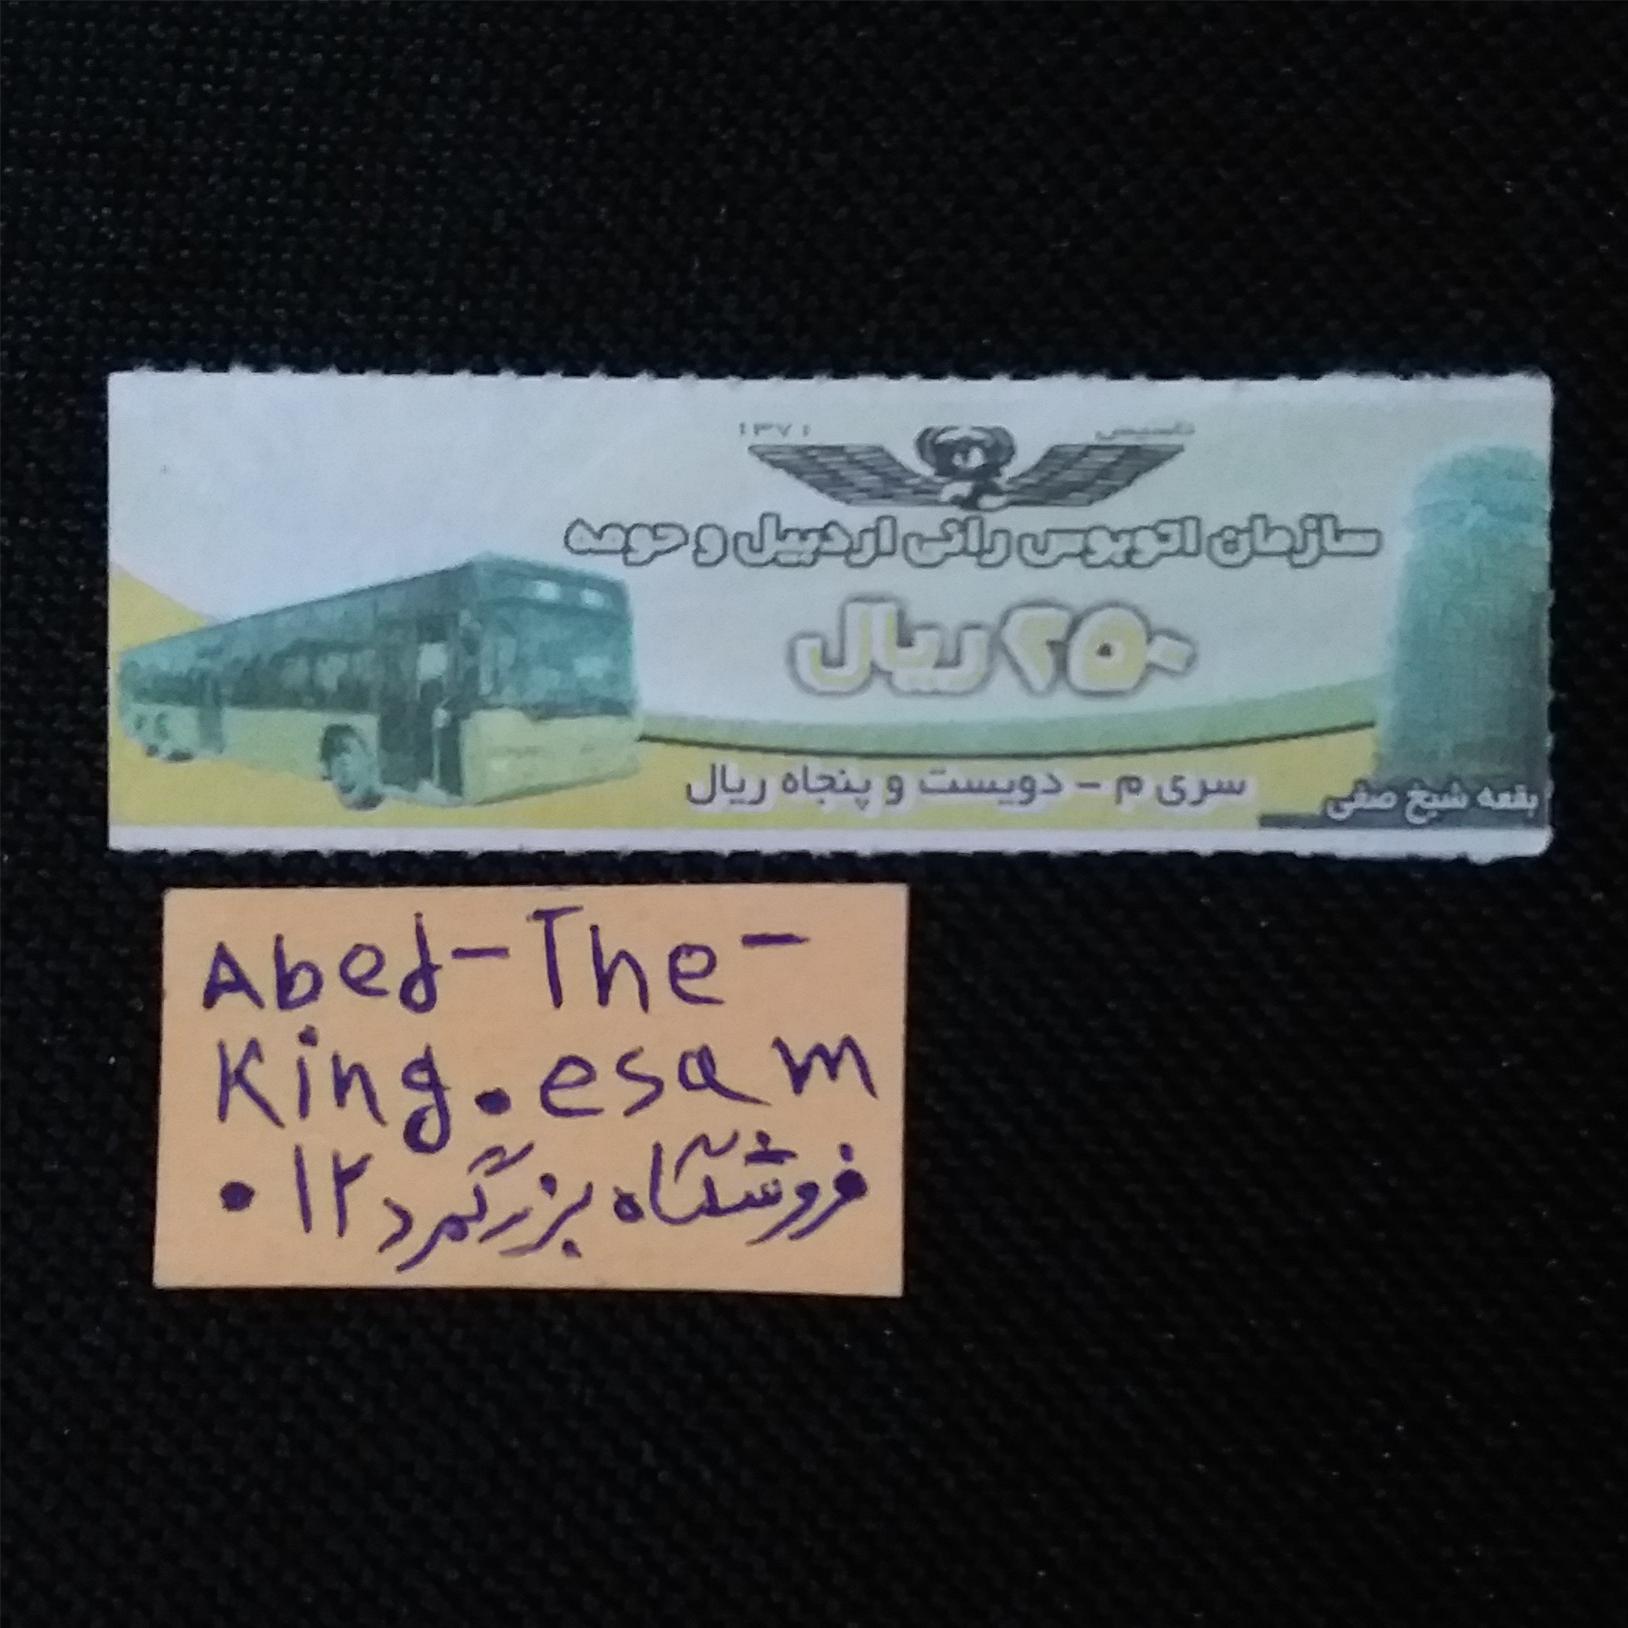 تاسیس ۱۳۷۱
سازمان اتوبوس رانی اردبیل و حومه
۲۵۰ ریال
سری م - دویست و پنجاه ریال
بقعه شیخ صفی
Abed-The-
King.esam
فروشگاه بزرگمرد ۱۲۰